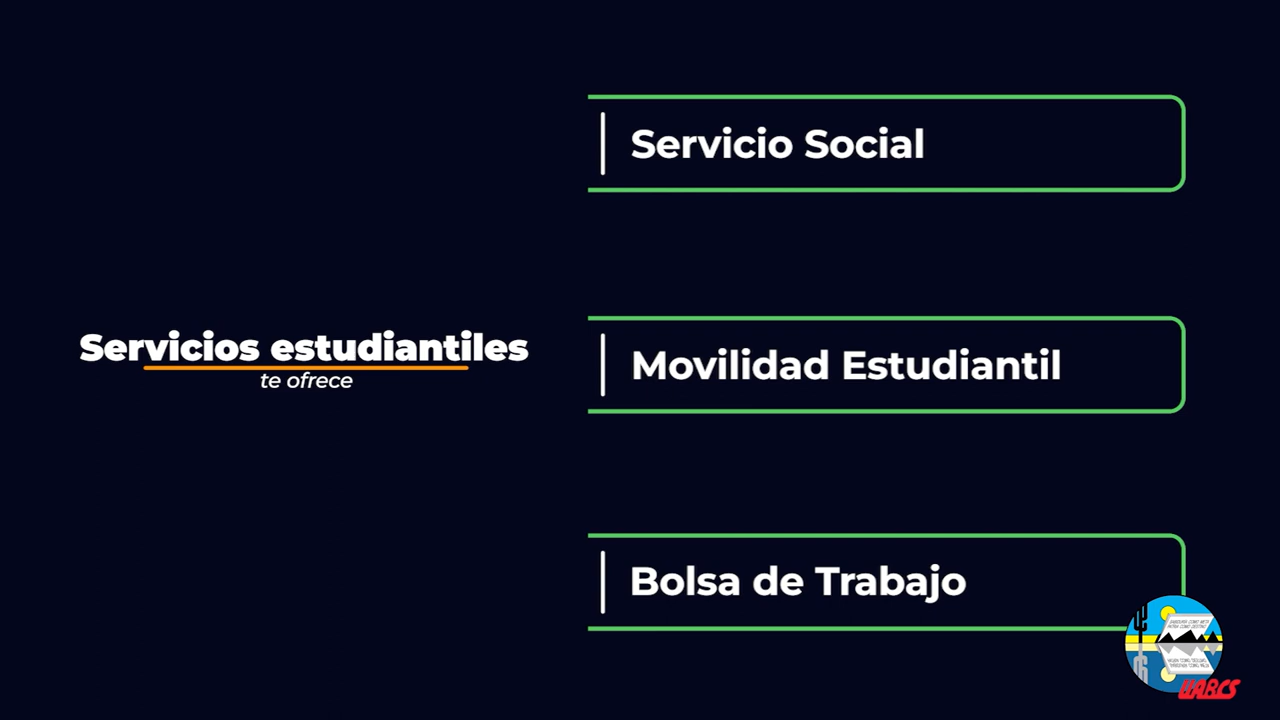 Servicios estudiantiles
te ofrece
Servicio Social
Movilidad Estudiantil
Bolsa de Trabajo
UABCS